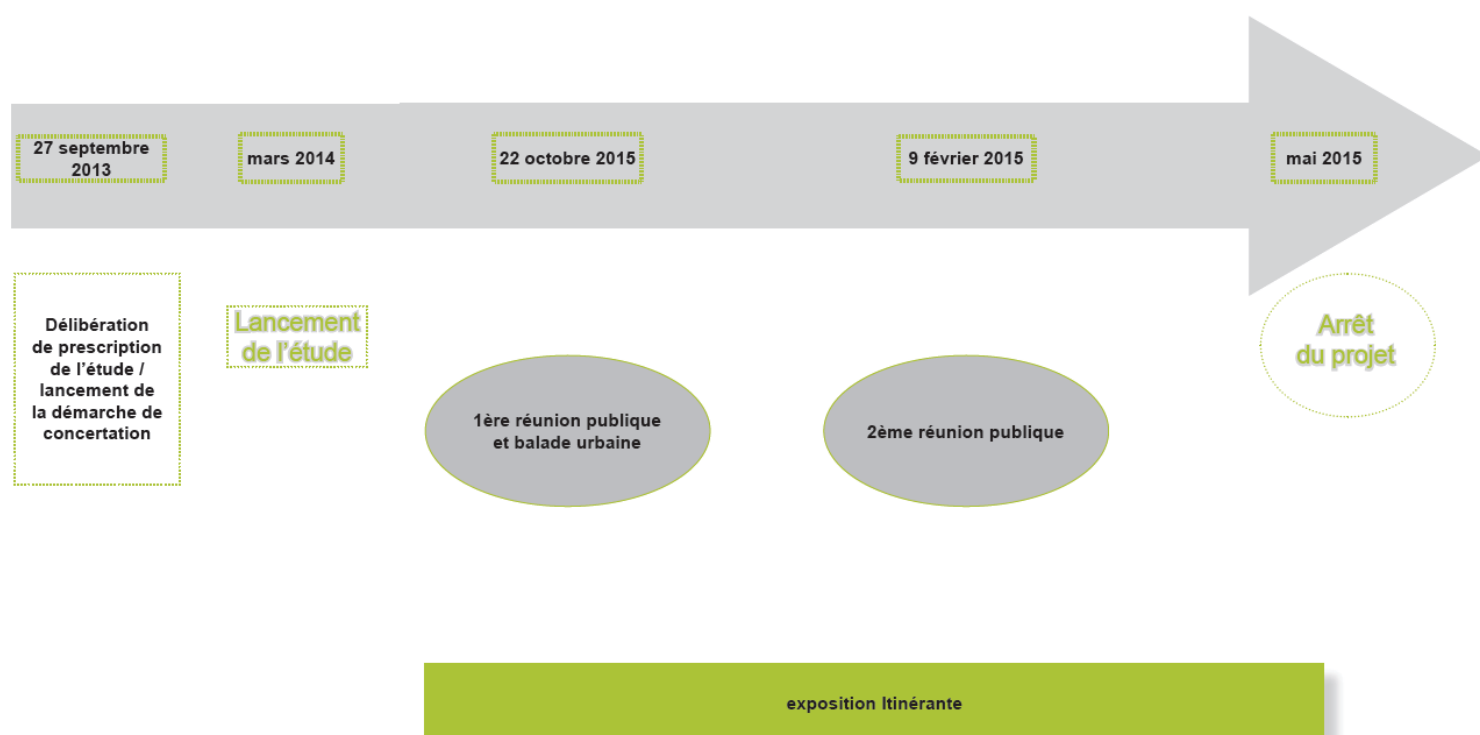 27 septembre
2013
mars 2014
22 octobre 2015
9 février 2015
mai 2015
Délibération
de prescription
de l'étude /
lancement de
la démarche de
concertation
Lancement
de l'étude
1ère réunion publique
et balade urbaine
2ème réunion publique
Arrêt
du projet
exposition Itinérante